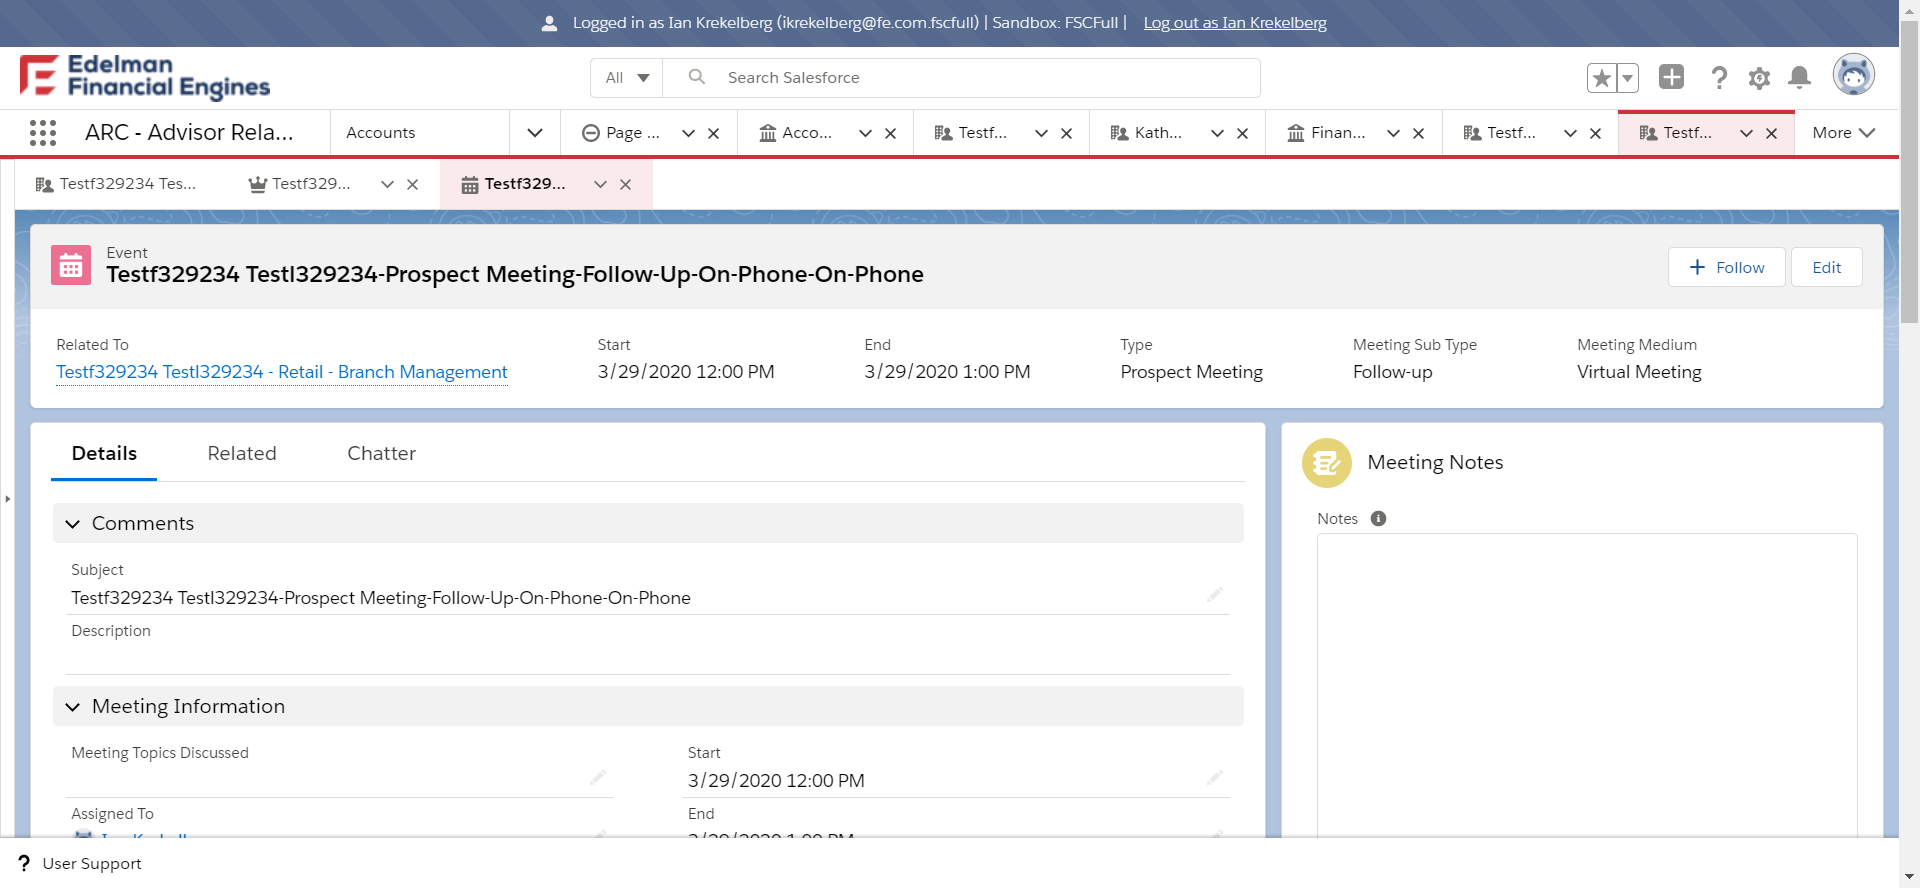 Logged in as Ian Krekelberg (ikrekelberg@fe.com.fscfull) | Sandbox: FSCFull | Log out as Ian Krekelberg
Edelman
Financial Engines
All Search Salesforce
ARC - Advisor Rela... Accounts Page ... Acco... Testf... Kath... Finan... Testf... Testf... More
Testf329234 Tes... Testf329... Testf329...
Event
Testf329234 Testl329234-Prospect Meeting-Follow-Up-On-Phone-On-Phone
Follow Edit
Related To Start End Type Meeting Sub Type Meeting Medium
Testf329234 Testl329234 - Retail - Branch Management 3/29/2020 12:00 PM 3/29/2020 1:00 PM Prospect Meeting Follow-up Virtual Meeting
Details Related Chatter
Comments
Subject
Testf329234 Testl329234-Prospect Meeting-Follow-Up-On-Phone-On-Phone
Description
Meeting Information
Meeting Topics Discussed
Start
3/29/2020 12:00 PM
Assigned To
End
3/29/2020 1:00 PM
Meeting Notes
Notes
? User Support